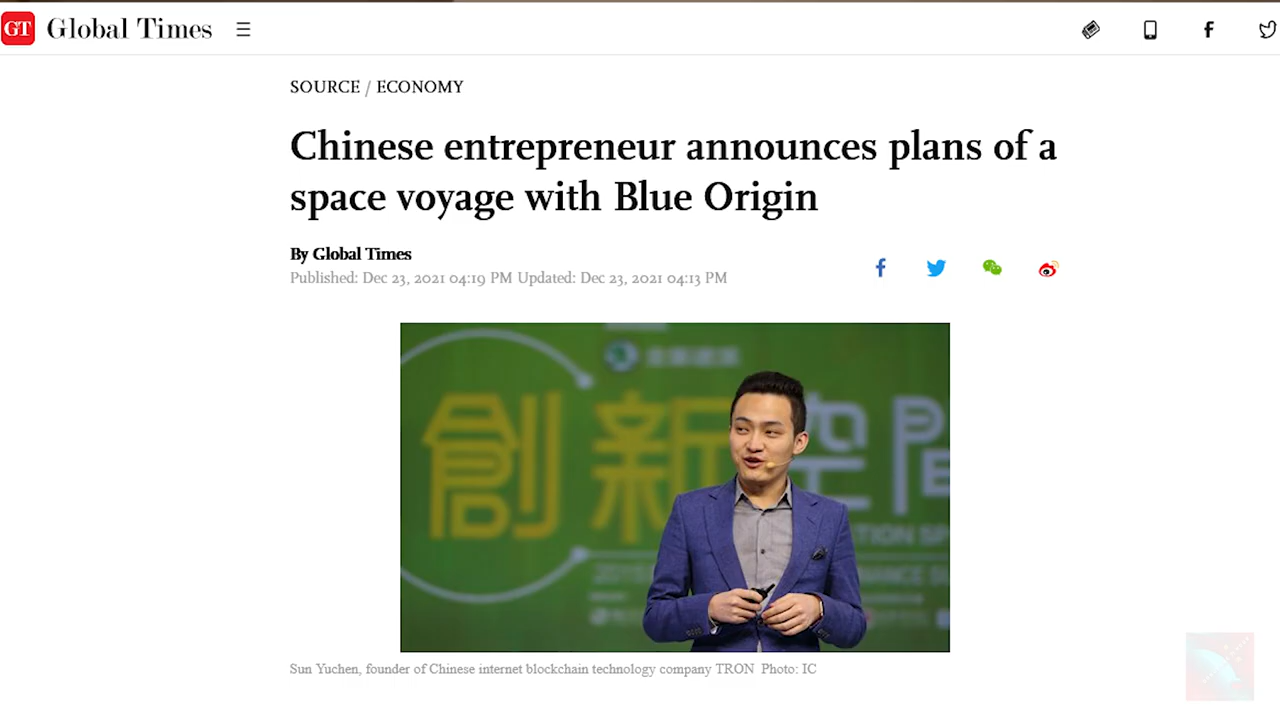 GT Global Times
SOURCE / ECONOMY
Chinese entrepreneur announces plans of a
space voyage with Blue Origin
By Global Times
Published: Dec 23, 2021 04:19 PM Updated: Dec 23, 2021 04:13 PM
創新空間
Sun Yuchen, founder of Chinese internet blockchain technology company TRON Photo: IC